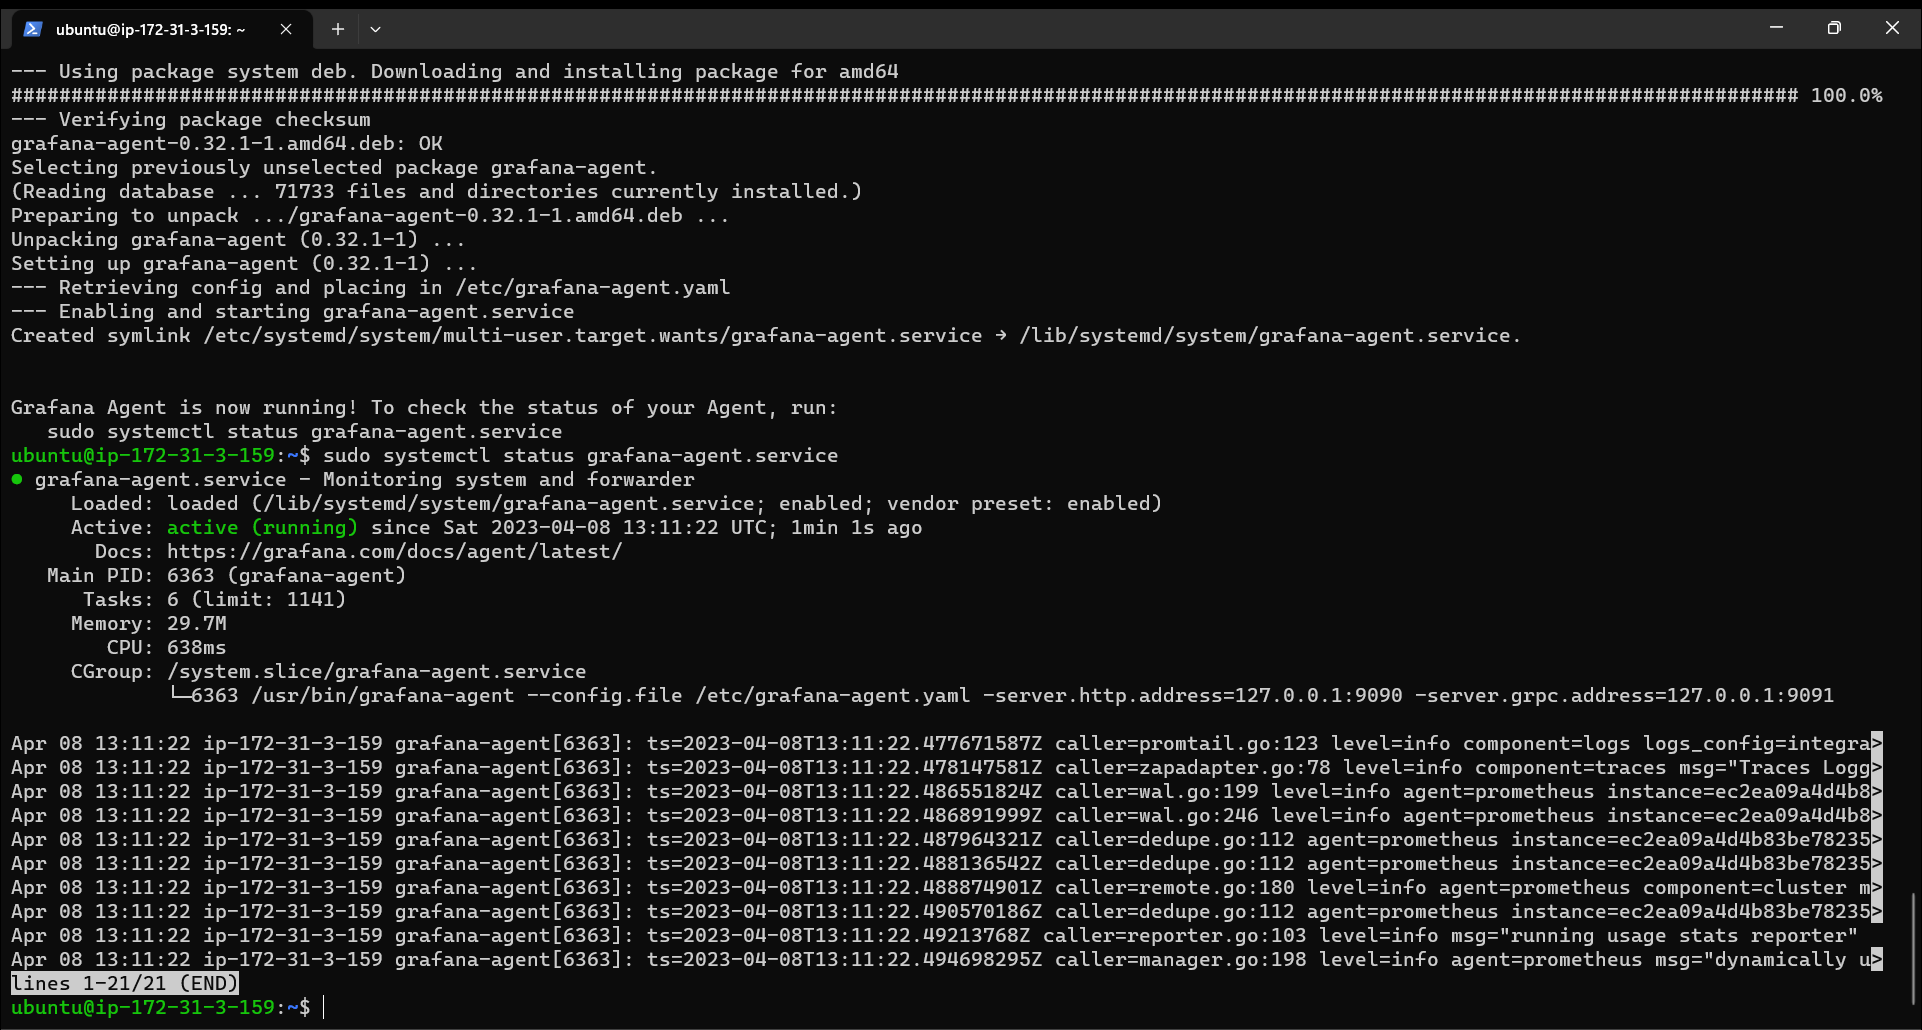 ubuntu@ip-172-31-3-159: ~
--- Using package system deb. Downloading and installing package for amd64
##################################################################################################################################################### 100.0%
--- Verifying package checksum
grafana-agent-0.32.1-1.amd64.deb: OK
Selecting previously unselected package grafana-agent.
(Reading database ... 71733 files and directories currently installed.)
Preparing to unpack .../grafana-agent-0.32.1-1.amd64.deb ...
Unpacking grafana-agent (0.32.1-1) ...
Setting up grafana-agent (0.32.1-1) ...
--- Retrieving config and placing in /etc/grafana-agent.yaml
--- Enabling and starting grafana-agent.service
Created symlink /etc/systemd/system/multi-user.target.wants/grafana-agent.service → /lib/systemd/system/grafana-agent.service.
Grafana Agent is now running! To check the status of your Agent, run:
   sudo systemctl status grafana-agent.service
ubuntu@ip-172-31-3-159:~$ sudo systemctl status grafana-agent.service
● grafana-agent.service - Monitoring system and forwarder
     Loaded: loaded (/lib/systemd/system/grafana-agent.service; enabled; vendor preset: enabled)
     Active: active (running) since Sat 2023-04-08 13:11:22 UTC; 1min 1s ago
       Docs: https://grafana.com/docs/agent/latest/
   Main PID: 6363 (grafana-agent)
      Tasks: 6 (limit: 1141)
     Memory: 29.7M
        CPU: 638ms
     CGroup: /system.slice/grafana-agent.service
             └─6363 /usr/bin/grafana-agent --config.file /etc/grafana-agent.yaml -server.http.address=127.0.0.1:9090 -server.grpc.address=127.0.0.1:9091
Apr 08 13:11:22 ip-172-31-3-159 grafana-agent[6363]: ts=2023-04-08T13:11:22.477671587Z caller=promtail.go:123 level=info component=logs logs_config=integra>
Apr 08 13:11:22 ip-172-31-3-159 grafana-agent[6363]: ts=2023-04-08T13:11:22.478147581Z caller=zapadapter.go:78 level=info component=traces msg="Traces Logg>
Apr 08 13:11:22 ip-172-31-3-159 grafana-agent[6363]: ts=2023-04-08T13:11:22.486551824Z caller=wal.go:199 level=info agent=prometheus instance=ec2ea09a4d4b8>
Apr 08 13:11:22 ip-172-31-3-159 grafana-agent[6363]: ts=2023-04-08T13:11:22.486891999Z caller=wal.go:246 level=info agent=prometheus instance=ec2ea09a4d4b8>
Apr 08 13:11:22 ip-172-31-3-159 grafana-agent[6363]: ts=2023-04-08T13:11:22.487964321Z caller=dedupe.go:112 agent=prometheus instance=ec2ea09a4d4b83be78235>
Apr 08 13:11:22 ip-172-31-3-159 grafana-agent[6363]: ts=2023-04-08T13:11:22.488136542Z caller=dedupe.go:112 agent=prometheus instance=ec2ea09a4d4b83be78235>
Apr 08 13:11:22 ip-172-31-3-159 grafana-agent[6363]: ts=2023-04-08T13:11:22.488874901Z caller=remote.go:180 level=info agent=prometheus component=cluster m>
Apr 08 13:11:22 ip-172-31-3-159 grafana-agent[6363]: ts=2023-04-08T13:11:22.490570186Z caller=dedupe.go:112 agent=prometheus instance=ec2ea09a4d4b83be78235>
Apr 08 13:11:22 ip-172-31-3-159 grafana-agent[6363]: ts=2023-04-08T13:11:22.49213768Z caller=reporter.go:103 level=info msg="running usage stats reporter"
Apr 08 13:11:22 ip-172-31-3-159 grafana-agent[6363]: ts=2023-04-08T13:11:22.494698295Z caller=manager.go:198 level=info agent=prometheus msg="dynamically u>
lines 1-21/21 (END)
ubuntu@ip-172-31-3-159:~$